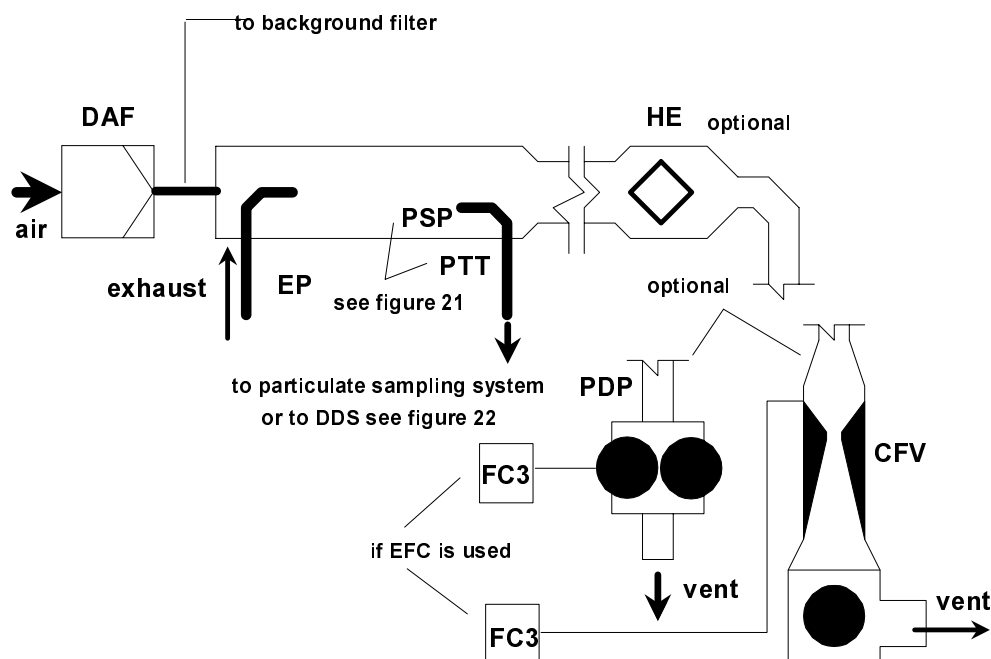 to background filter
DAF
HE
optional
air
PSP
PTT
exhaust
EP
see figure 21
optional
to particulate sampling system
or to DDS see figure 22
PDP
FC3
CFV
if EFC is used
vent
vent
FC3